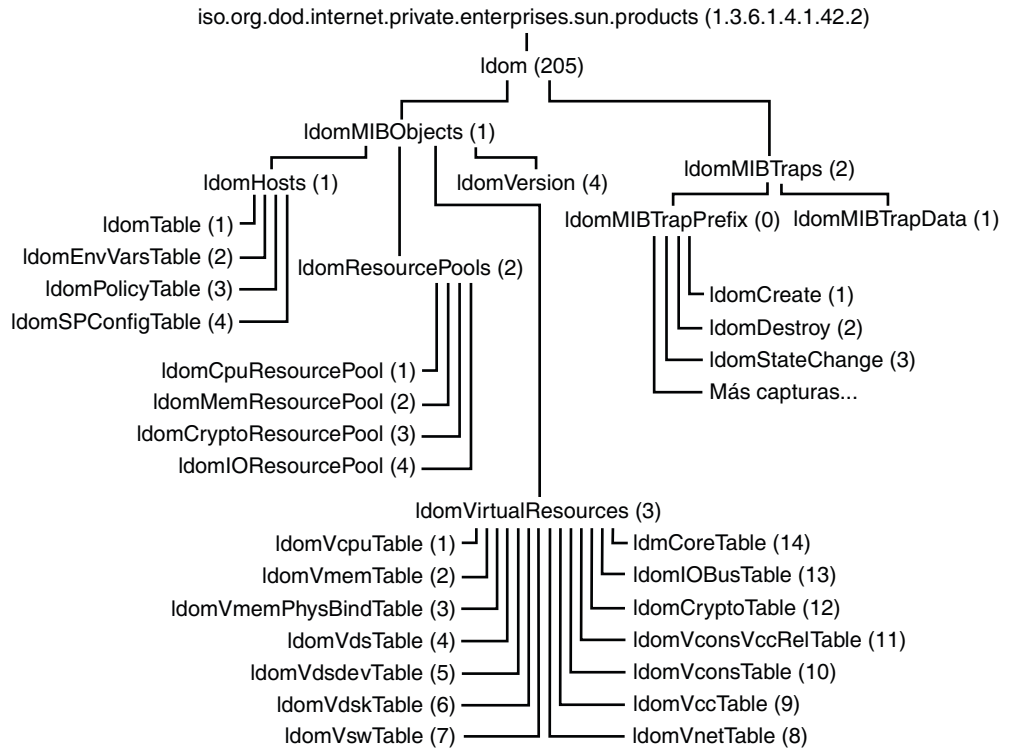 iso.org.dod.internet.private.enterprises.sun.products (1.3.6.1.4.1.42.2)
ldom (205)
ldomMIBObjects (1)
ldomHosts (1)
ldomTable (1)
ldomEnvVarsTable (2)
ldomPolicyTable (3)
ldomSPConfigTable (4)
ldomVersion (4)
ldomResourcePools (2)
ldomCpuResourcePool (1)
ldomMemResourcePool (2)
ldomCryptoResourcePool (3)
ldomIOResourcePool (4)
ldomMIBTraps (2)
ldomMIBTrapPrefix (0)
ldomMIBTrapData (1)
ldomCreate (1)
ldomDestroy (2)
ldomStateChange (3)
Más capturas...
ldomVirtualResources (3)
ldomVcpuTable (1)
ldomVmemTable (2)
ldomVmemPhysBindTable (3)
ldomVdsTable (4)
ldomVdsdevTable (5)
ldomVdskTable (6)
ldomVswTable (7)
ldmCoreTable (14)
ldomIOBusTable (13)
ldomCryptoTable (12)
ldomVconsVccRelTable (11)
ldomVconsTable (10)
ldomVccTable (9)
ldomVnetTable (8)